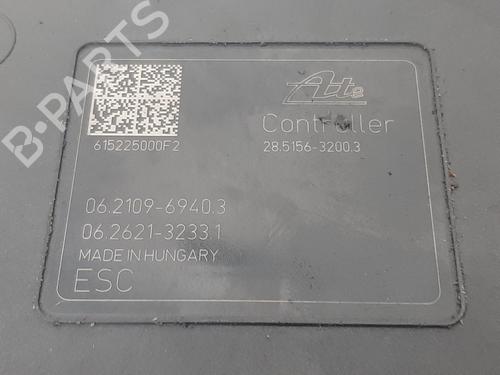 B-PARTS
Ate
Controller
615225000F2
28.5156-3200.3
06.2109-6940.3
06.2621-3233.1
MADE IN HUNGARY
ESC